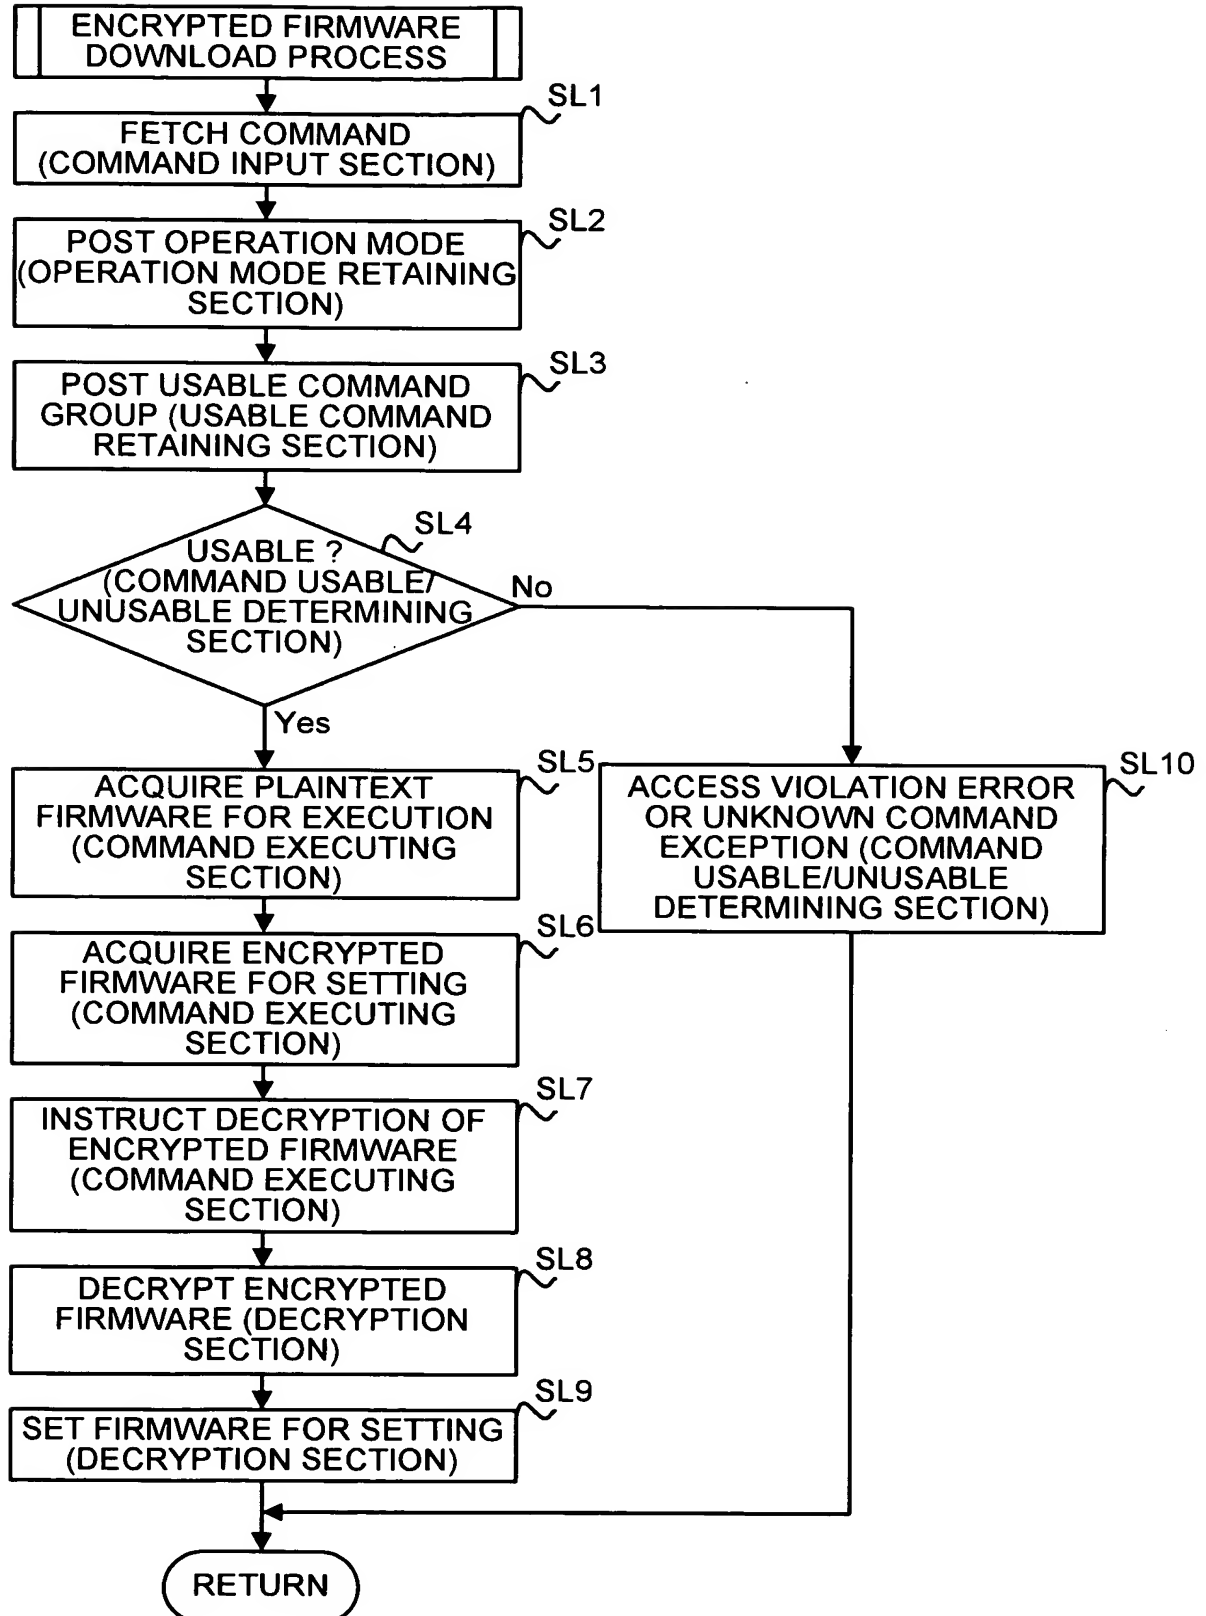 ENCRYPTED FIRMWARE
DOWNLOAD PROCESS
SL1
FETCH COMMAND
(COMMAND INPUT SECTION)
SL2
POST OPERATION MODE
(OPERATION MODE RETAINING
SECTION)
SL3
POST USABLE COMMAND
GROUP (USABLE COMMAND
RETAINING SECTION)
SL4
USABLE ?
(COMMAND USABLE/
UNUSABLE DETERMINING
SECTION)
No
Yes
SL5
ACQUIRE PLAINTEXT
FIRMWARE FOR EXECUTION
(COMMAND EXECUTING
SECTION)
SL10
ACCESS VIOLATION ERROR
OR UNKNOWN COMMAND
EXCEPTION (COMMAND
USABLE/UNUSABLE
DETERMINING SECTION)
SL6
ACQUIRE ENCRYPTED
FIRMWARE FOR SETTING
(COMMAND EXECUTING
SECTION)
SL7
INSTRUCT DECRYPTION OF
ENCRYPTED FIRMWARE
(COMMAND EXECUTING
SECTION)
SL8
DECRYPT ENCRYPTED
FIRMWARE (DECRYPTION
SECTION)
SL9
SET FIRMWARE FOR SETTING
(DECRYPTION SECTION)
RETURN